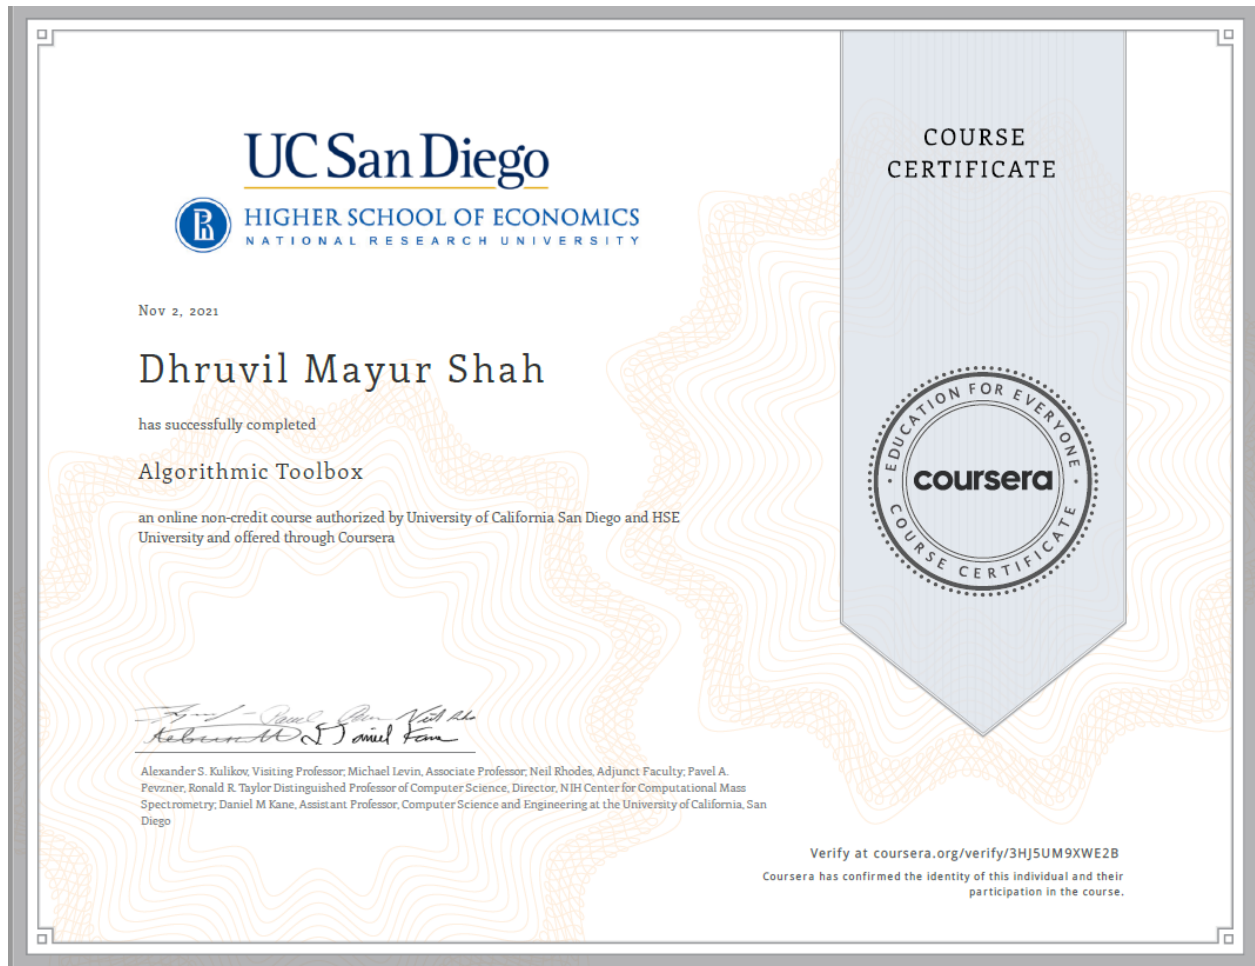 UC San Diego
HIGHER SCHOOL OF ECONOMICS
NATIONAL RESEARCH UNIVERSITY
COURSE
CERTIFICATE
Nov 2, 2021
Dhruvil Mayur Shah
has successfully completed
Algorithmic Toolbox
an online non-credit course authorized by University of California San Diego and HSE
University and offered through Coursera
EDUCATION FOR EVERYONE
coursera
COURSE CERTIFICATE
Alexander S. Kulikov, Visiting Professor; Michael Levin, Associate Professor; Neil Rhodes, Adjunct Faculty; Pavel A.
Pevzner, Ronald R. Taylor Distinguished Professor of Computer Science, Director, NIH Center for Computational Mass
Spectrometry; Daniel M Kane, Assistant Professor, Computer Science and Engineering at the University of California, San
Diego
Verify at coursera.org/verify/3HJ5UM9XWE2B
Coursera has confirmed the identity of this individual and their
participation in the course.